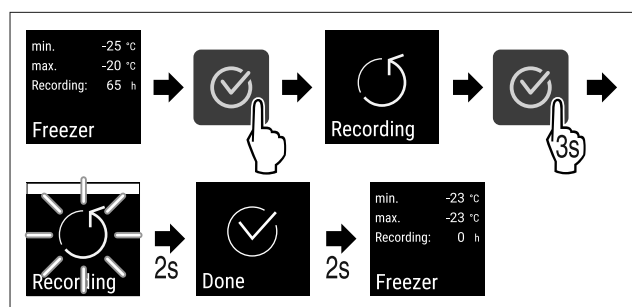 min. -25 °C
max. -20 °C
Recording: 65 h
Freezer
Recording
3s
Recording
2s
Done
2s
min. -23 °C
max. -23 °C
Recording: 0 h
Freezer